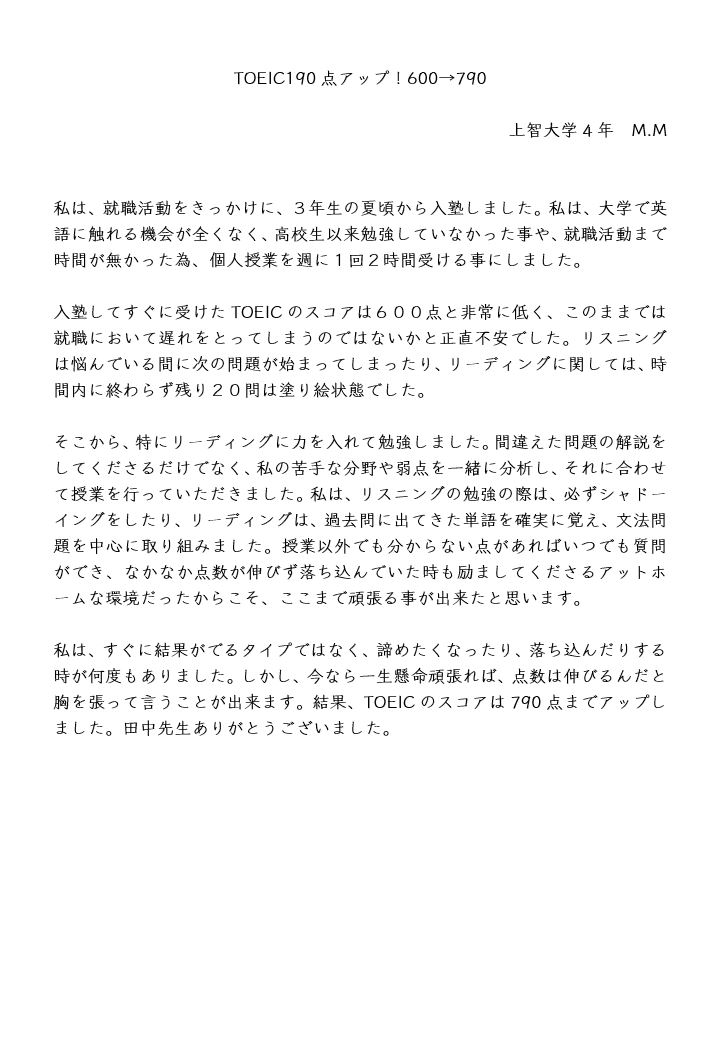 TOEIC190 点アップ！600→790
上智大学 4 年　M.M
私は、就職活動をきっかけに、３年生の夏頃から入塾しました。私は、大学で英
語に触れる機会が全くなく、高校生以来勉強していなかった事や、就職活動まで
時間が無かった為、個人授業を週に１回２時間受ける事にしました。
入塾してすぐに受けた TOEIC のスコアは６００点と非常に低く、このままでは
就職において遅れをとってしまうのではないかと正直不安でした。リスニング
は悩んでいる間に次の問題が始まってしまったり、リーディングに関しては、時
間内に終わらず残り２０問は塗り絵状態でした。
そこから、特にリーディングに力を入れて勉強しました。間違えた問題の解説を
してくださるだけでなく、私の苦手な分野や弱点を一緒に分析し、それに合わせ
て授業を行っていただきました。私は、リスニングの勉強の際は、必ずシャドー
イングをしたり、リーディングは、過去問に出てきた単語を確実に覚え、文法問
題を中心に取り組みました。授業以外でも分からない点があればいつでも質問
ができ、なかなか点数が伸びず落ち込んでいた時も励ましてくださるアットホ
ームな環境だったからこそ、ここまで頑張る事が出来たと思います。
私は、すぐに結果がでるタイプではなく、諦めたくなったり、落ち込んだりする
時が何度もありました。しかし、今なら一生懸命頑張れば、点数は伸びるんだと
胸を張って言うことが出来ます。結果、TOEIC のスコアは 790 点までアップし
ました。田中先生ありがとうございました。